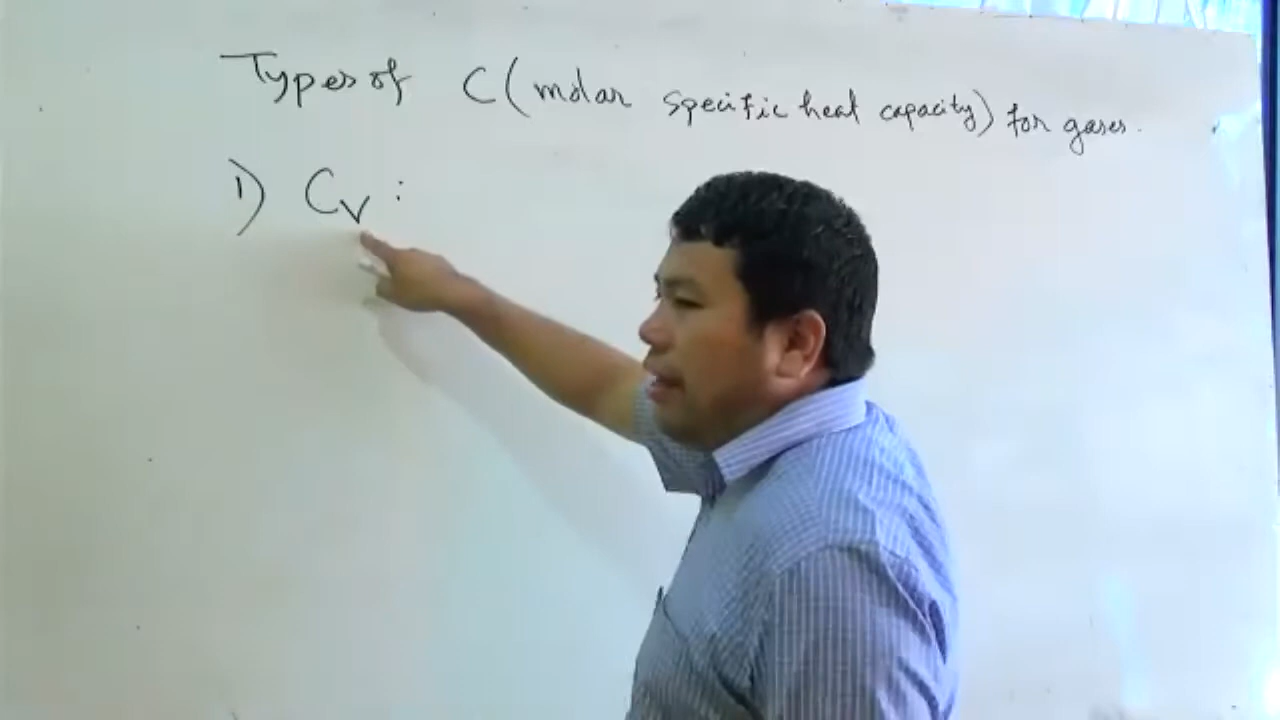 Types of C (molar specific heat capacity) for gases.
1) Cv :